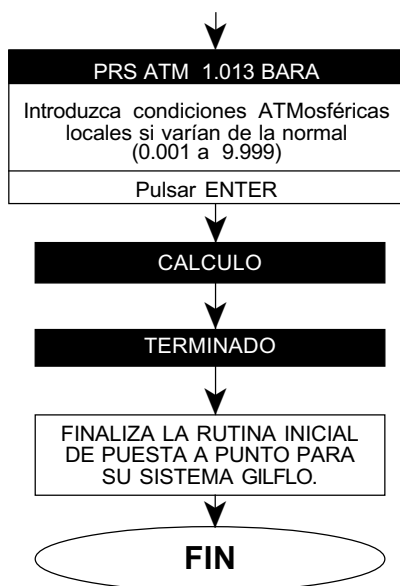 PRS ATM 1.013 BARA
Introduzca condiciones ATMosféricas
locales si varían de la normal
(0.001 a 9.999)
Pulsar ENTER
CALCULO
TERMINADO
FINALIZA LA RUTINA INICIAL
DE PUESTA A PUNTO PARA
SU SISTEMA GILFLO.
FIN